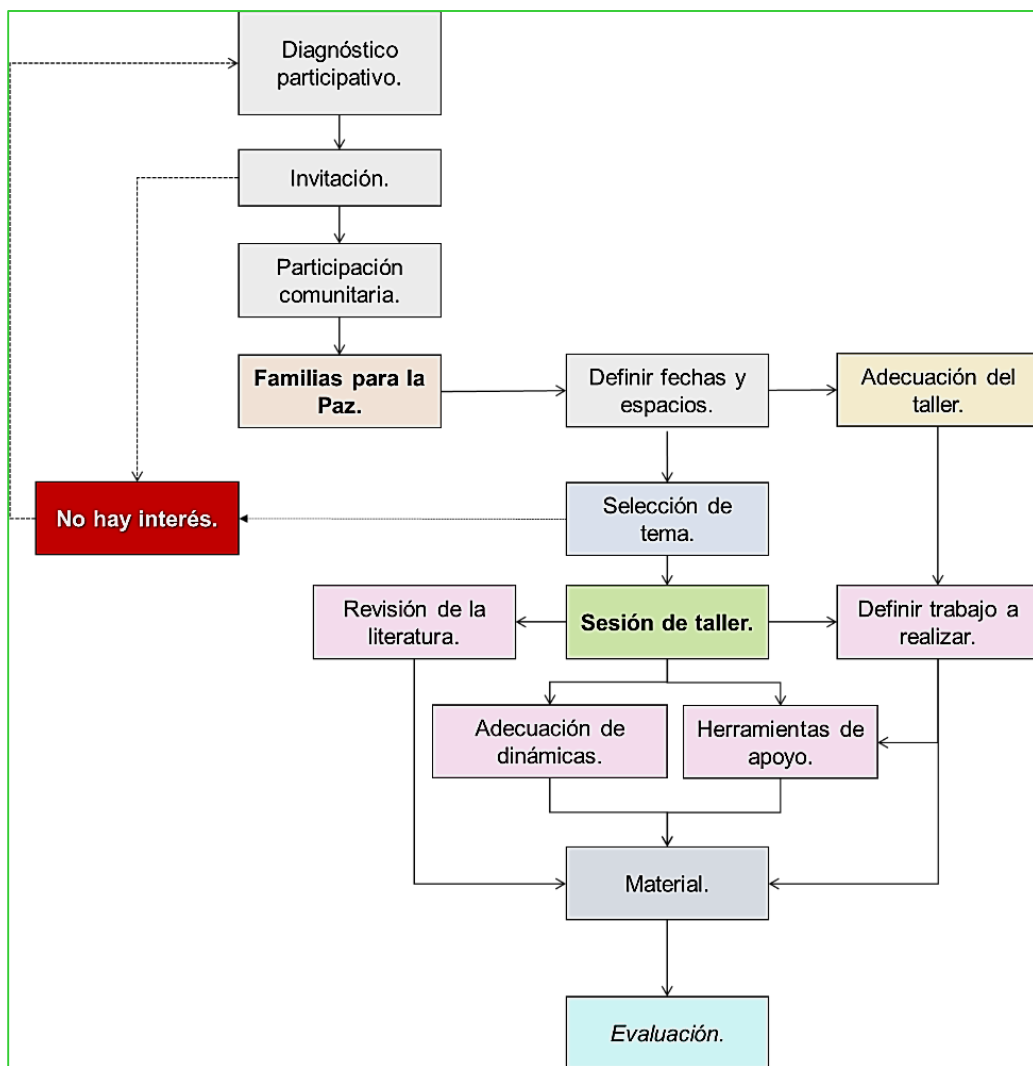 Diagnóstico
participativo.
Invitación.
Participación
comunitaria.
Familias para la
Paz.
Definir fechas y
espacios.
Adecuación del
taller.
No hay interés.
Selección de
tema.
Revisión de la
literatura.
Sesión de taller.
Definir trabajo a
realizar.
Adecuación de
dinámicas.
Herramientas de
apoyo.
Material.
Evaluación.